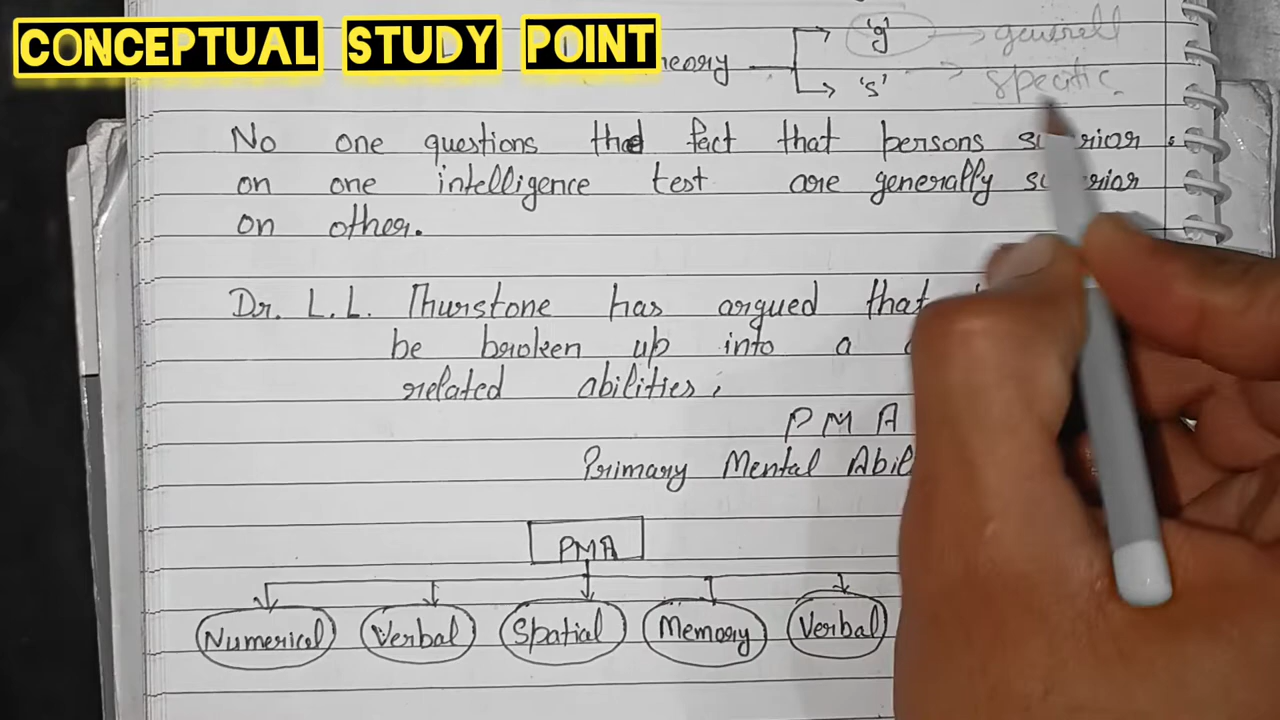 CONCEPTUAL STUDY POINT
'g' generall
's' specific
No one questions the fact that persons
on one intelligence test are generally
on other.
Dr. L.L. Thurstone has argued that
be broken up into a
related abilities.
PMA
Primary Mental
PMA
Numerical Verbal Spatial Memory Verbal